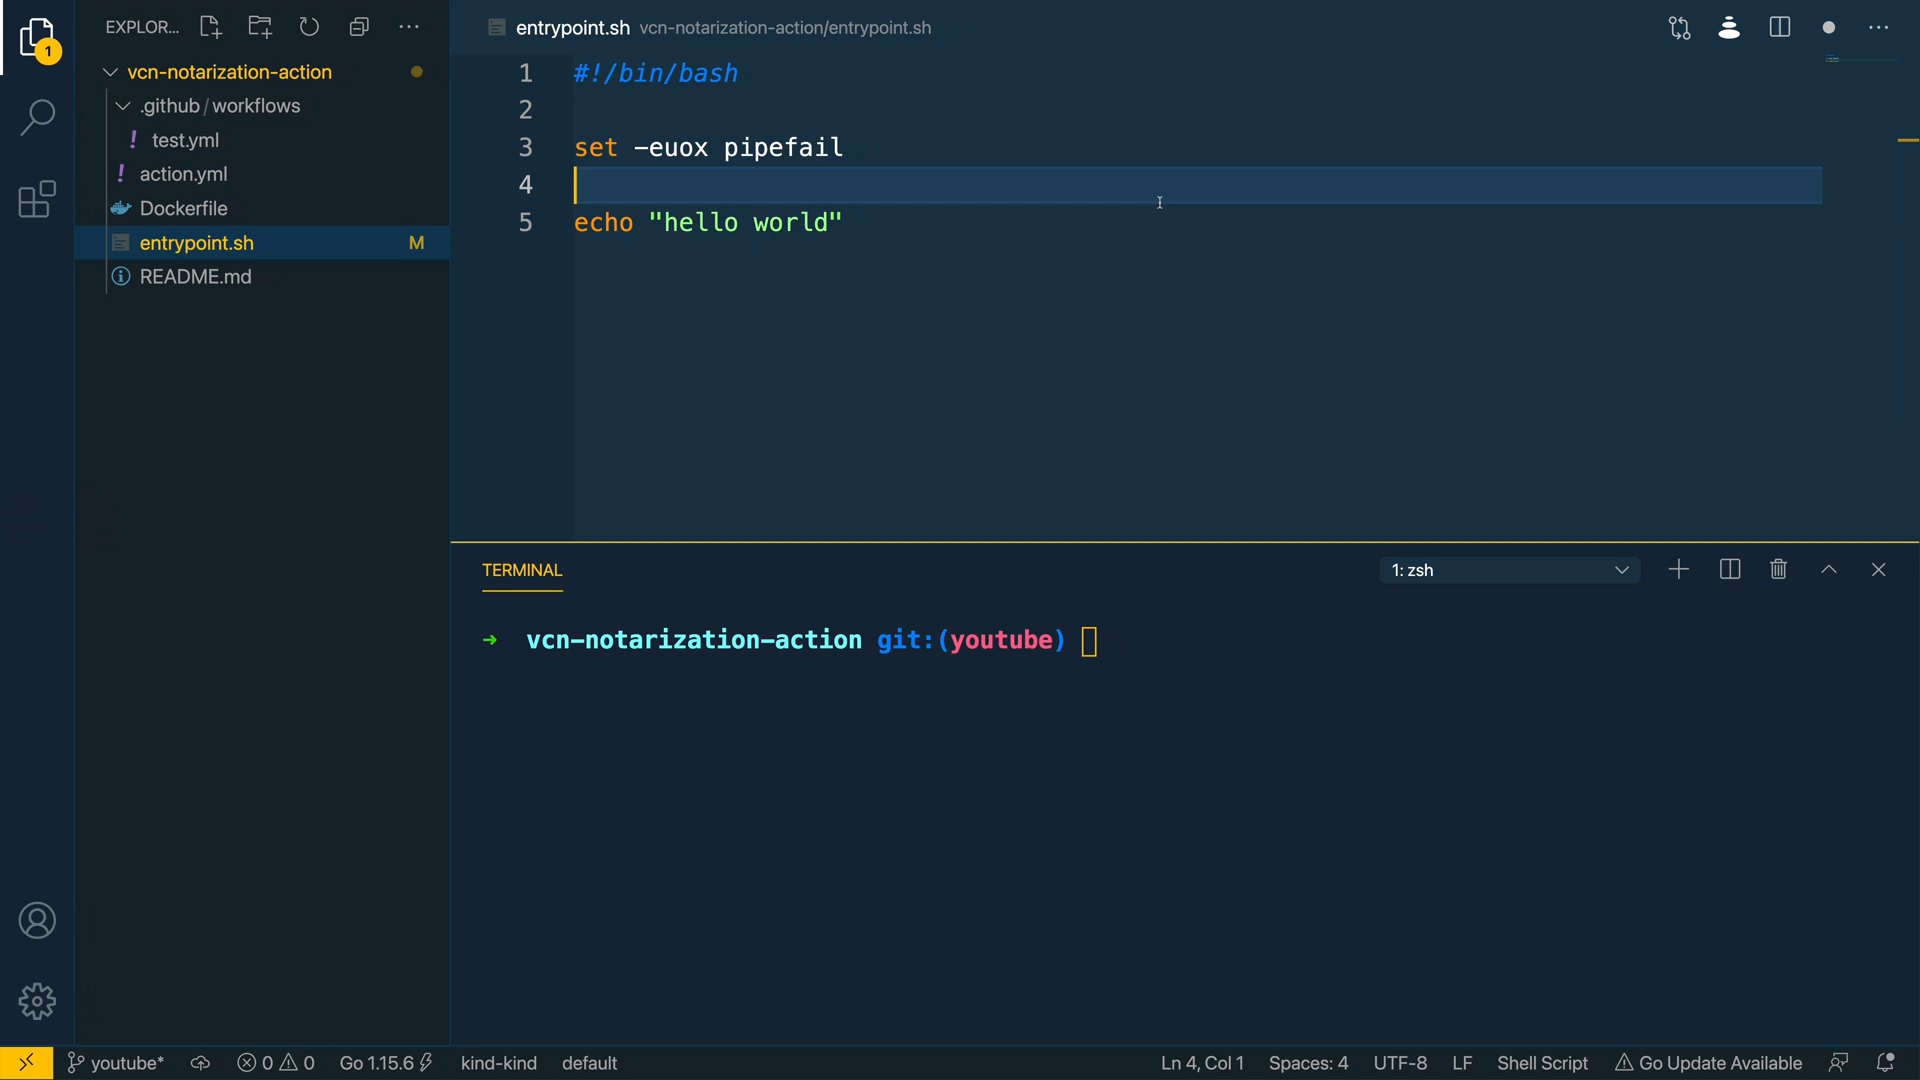 EXPLOR...
1
vcn-notarization-action
.github/workflows
! test.yml
! action.yml
Dockerfile
entrypoint.sh M
README.md
entrypoint.sh vcn-notarization-action/entrypoint.sh
1 #!/bin/bash
2
3 set -euox pipefail
4
5 echo "hello world"
TERMINAL
1: zsh
→ vcn-notarization-action git:(youtube)
youtube* 0 0 Go 1.15.6 kind-kind default Ln 4, Col 1 Spaces: 4 UTF-8 LF Shell Script Go Update Available